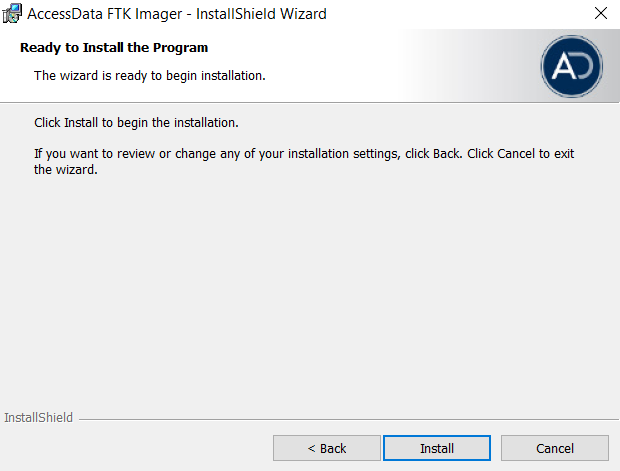 AccessData FTK Imager - InstallShield Wizard
Ready to Install the Program
The wizard is ready to begin installation.
AD
Click Install to begin the installation.
If you want to review or change any of your installation settings, click Back. Click Cancel to exit
the wizard.
InstallShield
< Back
Install
Cancel